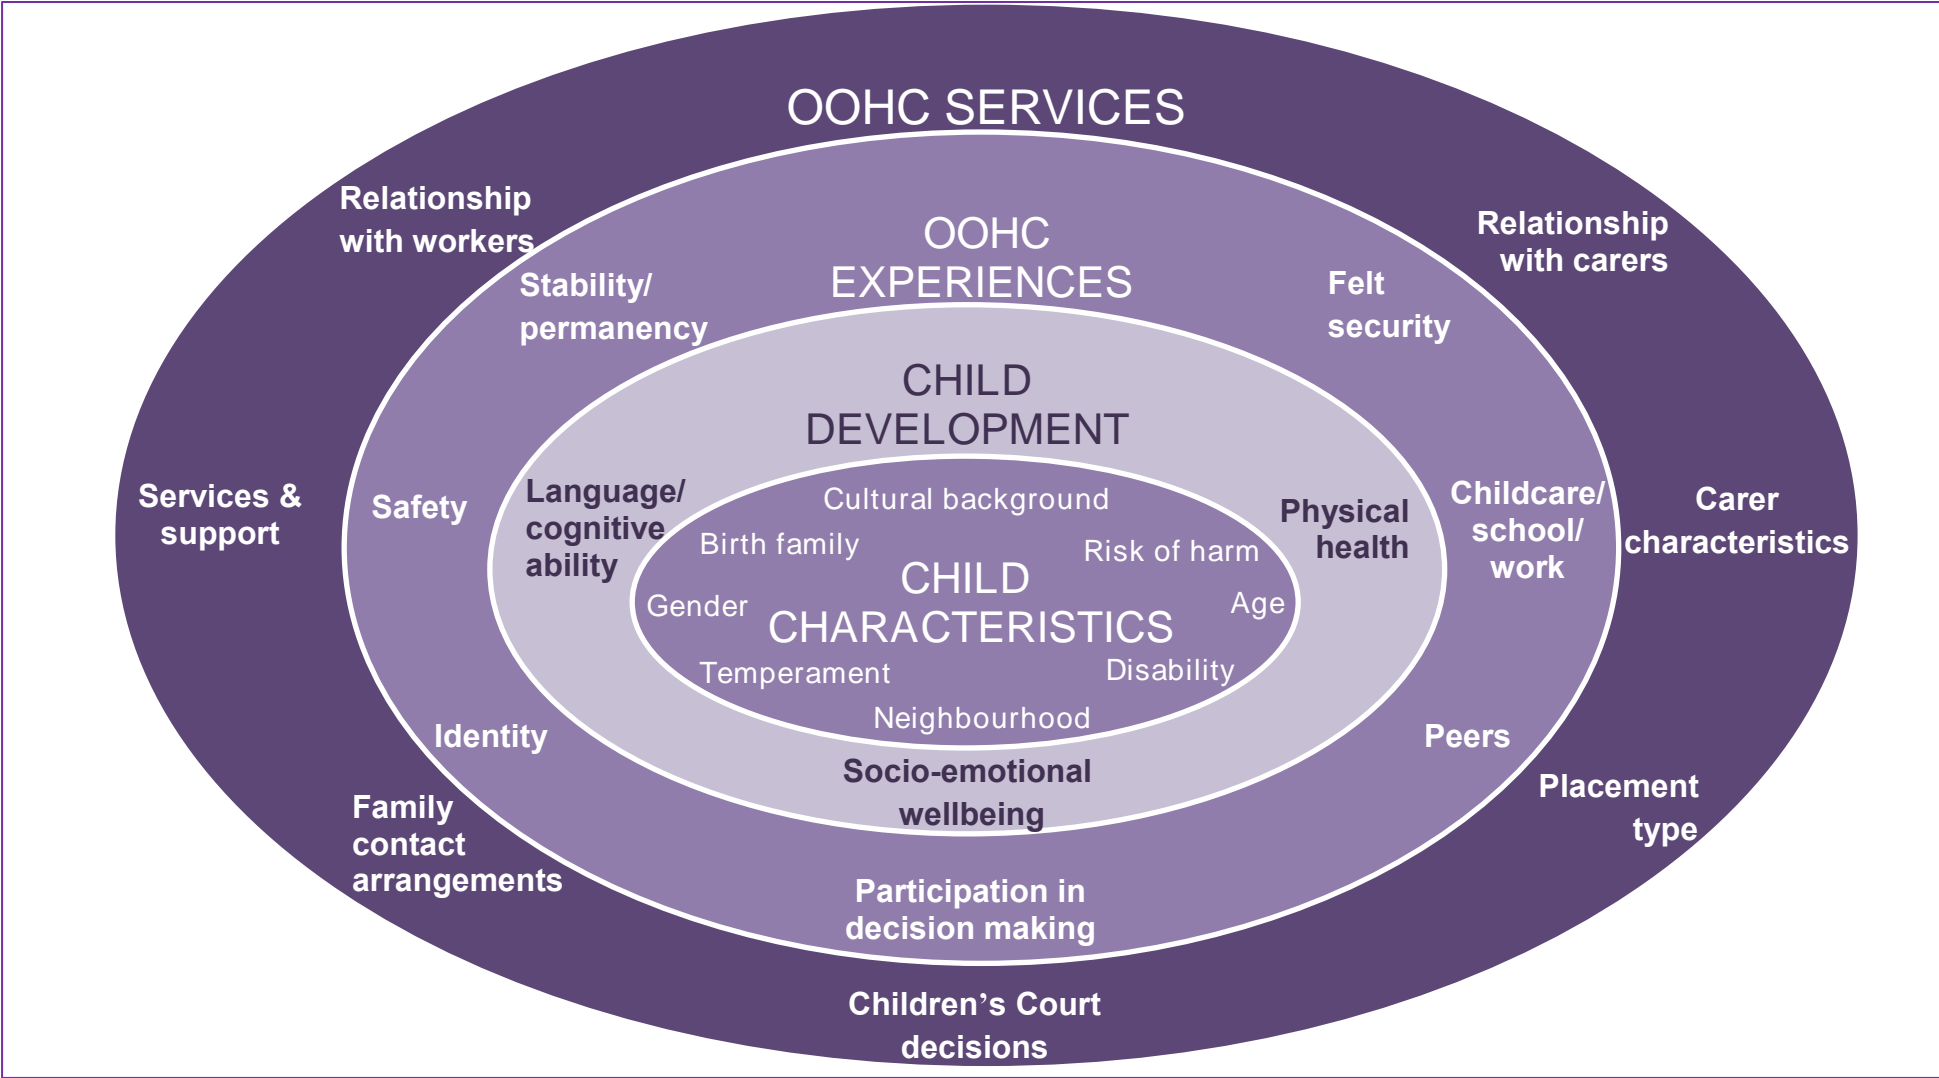 OOHC SERVICES
Relationship
with workers
Relationship
with carers
Services &
support
Carer
characteristics
Family
contact
arrangements
Placement
type
Children’s Court
decisions
OOHC
EXPERIENCES
Stability/
permanency
Felt
security
Safety
Childcare/
school/
work
Identity
Peers
Participation in
decision making
CHILD
DEVELOPMENT
Language/
cognitive
ability
Physical
health
Socio-emotional
wellbeing
Cultural background
Birth family
Risk of harm
CHILD
CHARACTERISTICS
Gender
Age
Temperament
Disability
Neighbourhood